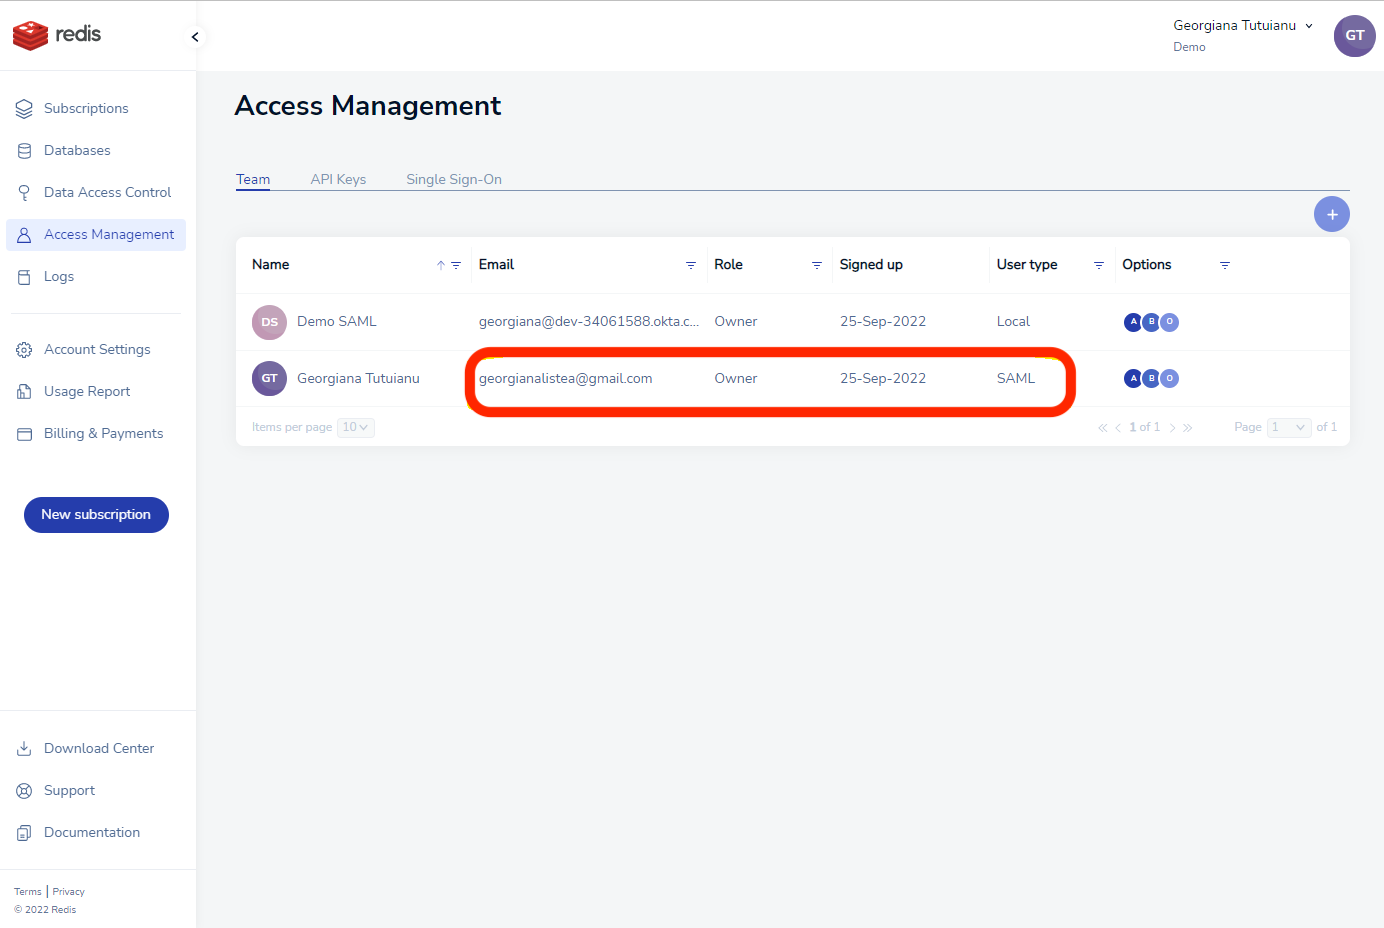 redis
Georgiana Tutuianu
Demo
GT
Subscriptions
Databases
Data Access Control
Access Management
Logs
Account Settings
Usage Report
Billing & Payments
New subscription
Download Center
Support
Documentation
Terms | Privacy
© 2022 Redis
Access Management
Team API Keys Single Sign-On
+
Name Email Role Signed up User type Options
DS Demo SAML georgiana@dev-34061588.okta.c... Owner 25-Sep-2022 Local A B O
GT Georgiana Tutuianu georgianalistea@gmail.com Owner 25-Sep-2022 SAML A B O
Items per page 10 « < 1 of 1 > » Page 1 of 1